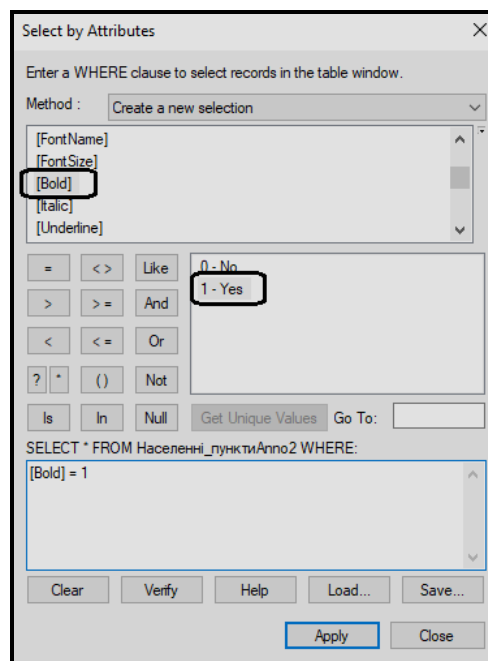 Select by Attributes
Enter a WHERE clause to select records in the table window.
Method : Create a new selection
[FontName]
[FontSize]
[Bold]
[Italic]
[Underline]
= < > Like 0 - No
1 - Yes
> > = And
< < = Or
? * ( ) Not
Is In Null Get Unique Values Go To:
SELECT * FROM Населенні_пунктиAnno2 WHERE:
[Bold] = 1
Clear Verify Help Load... Save...
Apply Close